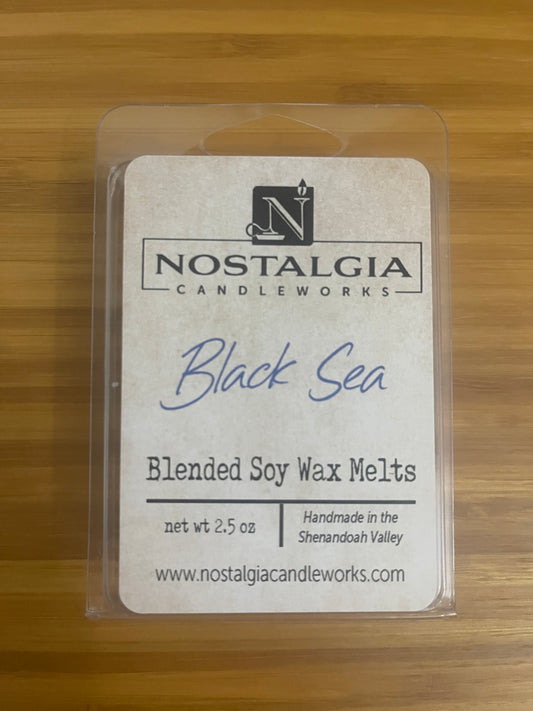 N
NOSTALGIA
CANDLEWORKS
Black Sea
Blended Soy Wax Melts
net wt 2.5 oz
Handmade in the
Shenandoah Valley
www.nostalgiacandleworks.com